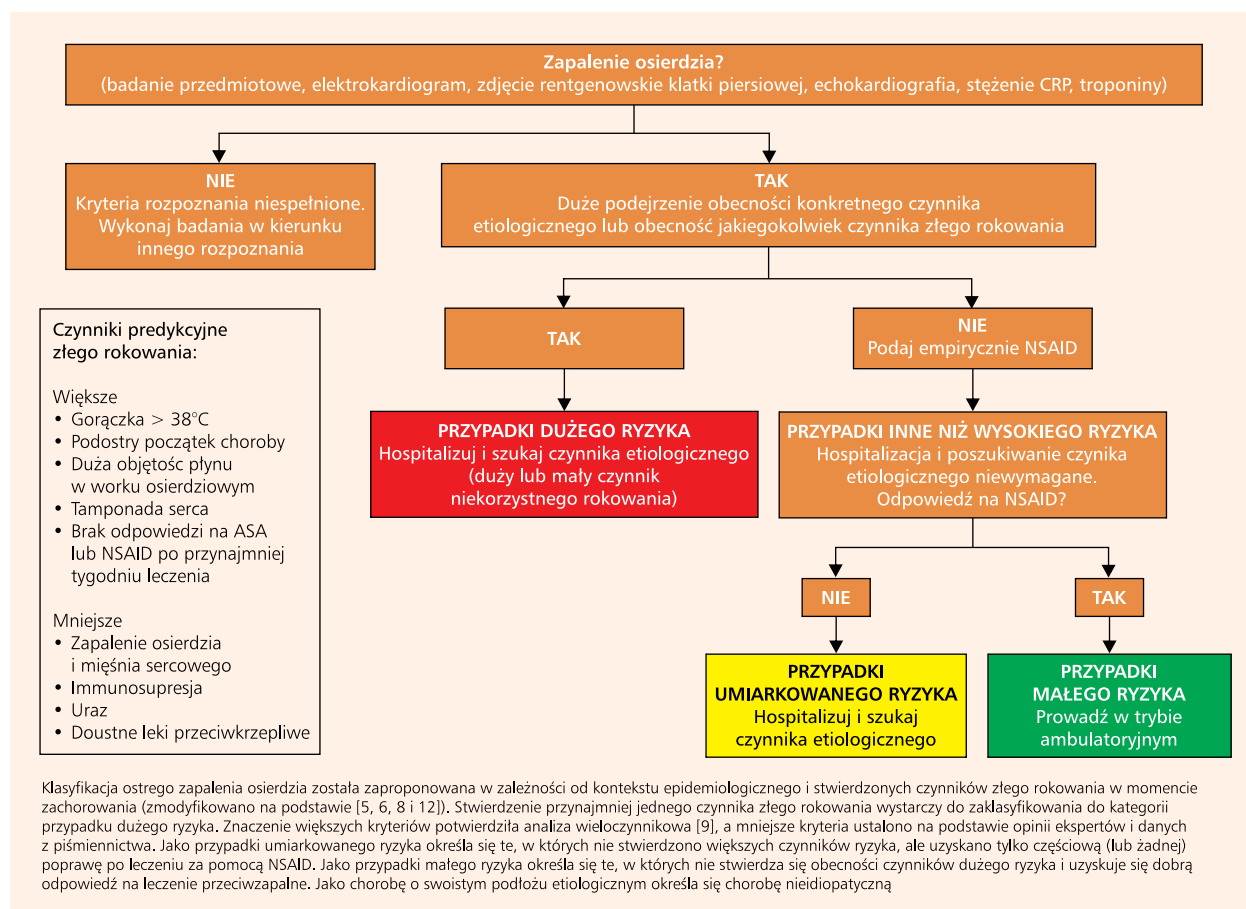 Zapalenie osierdzia?
(badanie przedmiotowe, elektrokardiogram, zdjęcie rentgenowskie klatki piersiowej, echokardiografia, stężenie CRP, troponiny)
NIE
Kryteria rozpoznania niespełnione.
Wykonaj badania w kierunku
innego rozpoznania
TAK
Duże podejrzenie obecności konkretnego czynnika
etiologicznego lub obecność jakiegokolwiek czynnika złego rokowania
TAK
NIE
Podaj empirycznie NSAID
Czynniki predykcyjne
złego rokowania:
Większe
• Gorączka > 38°C
• Podostry początek choroby
• Duża objętośc płynu
w worku osierdziowym
• Tamponada serca
• Brak odpowiedzi na ASA
lub NSAID po przynajmniej
tygodniu leczenia
Mniejsze
• Zapalenie osierdzia
i mięśnia sercowego
• Immunosupresja
• Uraz
• Doustne leki przeciwkrzepliwe
PRZYPADKI DUŻEGO RYZYKA
Hospitalizuj i szukaj czynnika etiologicznego
(duży lub mały czynnik
niekorzystnego rokowania)
PRZYPADKI INNE NIŻ WYSOKIEGO RYZYKA
Hospitalizacja i poszukiwanie czynika
etiologicznego niewymagane.
Odpowiedź na NSAID?
NIE
TAK
PRZYPADKI
UMIARKOWANEGO RYZYKA
Hospitalizuj i szukaj
czynnika etiologicznego
PRZYPADKI
MAŁEGO RYZYKA
Prowadź w trybie
ambulatoryjnym
Klasyfikacja ostrego zapalenia osierdzia została zaproponowana w zależności od kontekstu epidemiologicznego i stwierdzonych czynników złego rokowania w momencie
zachorowania (zmodyfikowano na podstawie [5, 6, 8 i 12]). Stwierdzenie przynajmniej jednego czynnika złego rokowania wystarczy do zaklasyfikowania do kategorii
przypadku dużego ryzyka. Znaczenie większych kryteriów potwierdziła analiza wieloczynnikowa [9], a mniejsze kryteria ustalono na podstawie opinii ekspertów i danych
z piśmiennictwa. Jako przypadki umiarkowanego ryzyka określa się te, w których nie stwierdzono większych czynników ryzyka, ale uzyskano tylko częściową (lub żadnej)
poprawę po leczeniu za pomocą NSAID. Jako przypadki małego ryzyka określa się te, w których nie stwierdza się obecności czynników dużego ryzyka i uzyskuje się dobrą
odpowiedź na leczenie przeciwzapalne. Jako chorobę o swoistym podłożu etiologicznym określa się chorobę nieidiopatyczną